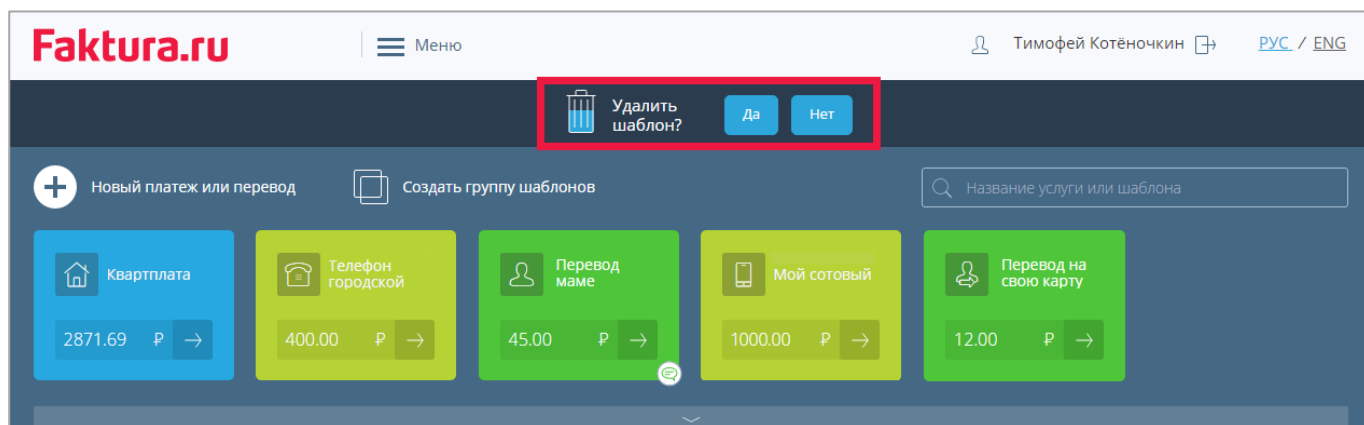 Faktura.ru
Меню
Тимофей Котёночкин
РУС / ENG
Удалить
шаблон?
Да
Нет
Новый платеж или перевод
Создать группу шаблонов
Название услуги или шаблона
Квартплата
2871.69 ₽
Телефон
городской
400.00 ₽
Перевод
маме
45.00 ₽
Мой сотовый
1000.00 ₽
Перевод на
свою карту
12.00 ₽